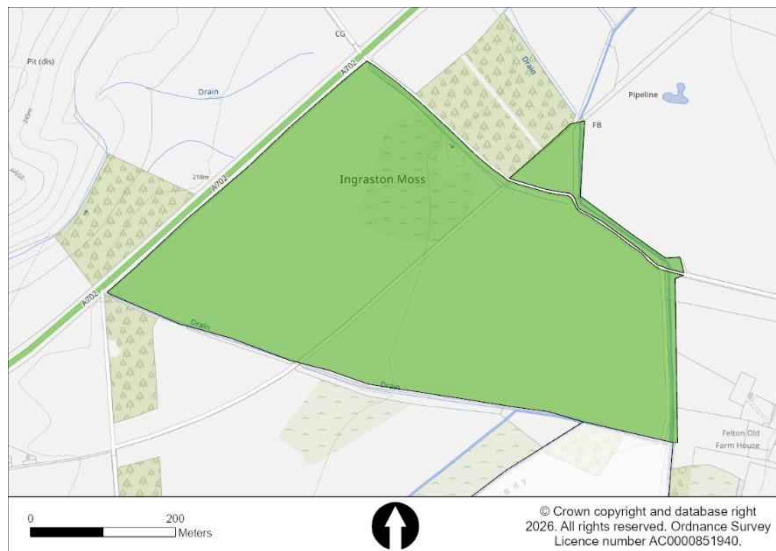 CG
A702
Pit (dis)
Drain
Drain
Pipeline
FB
Ingraston Moss
A702
A702
Drain
Drain
Felton Old
Farm House
0
200
Meters
© Crown copyright and database right
2026. All rights reserved. Ordnance Survey
Licence number AC0000851940.